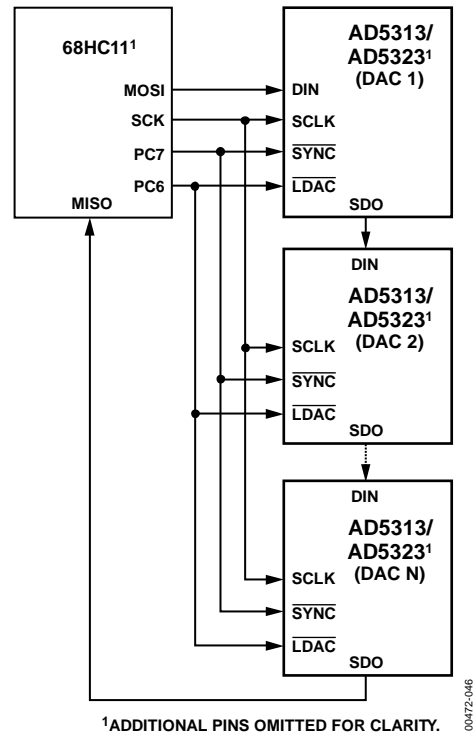 68HC11¹
MOSI
SCK
PC7
PC6
MISO
AD5313/
AD5323¹
(DAC 1)
DIN
SCLK
SYNC
LDAC
SDO
DIN
AD5313/
AD5323¹
(DAC 2)
SCLK
SYNC
LDAC
SDO
DIN
AD5313/
AD5323¹
(DAC N)
SCLK
SYNC
LDAC
SDO
¹ADDITIONAL PINS OMITTED FOR CLARITY.
00472-046